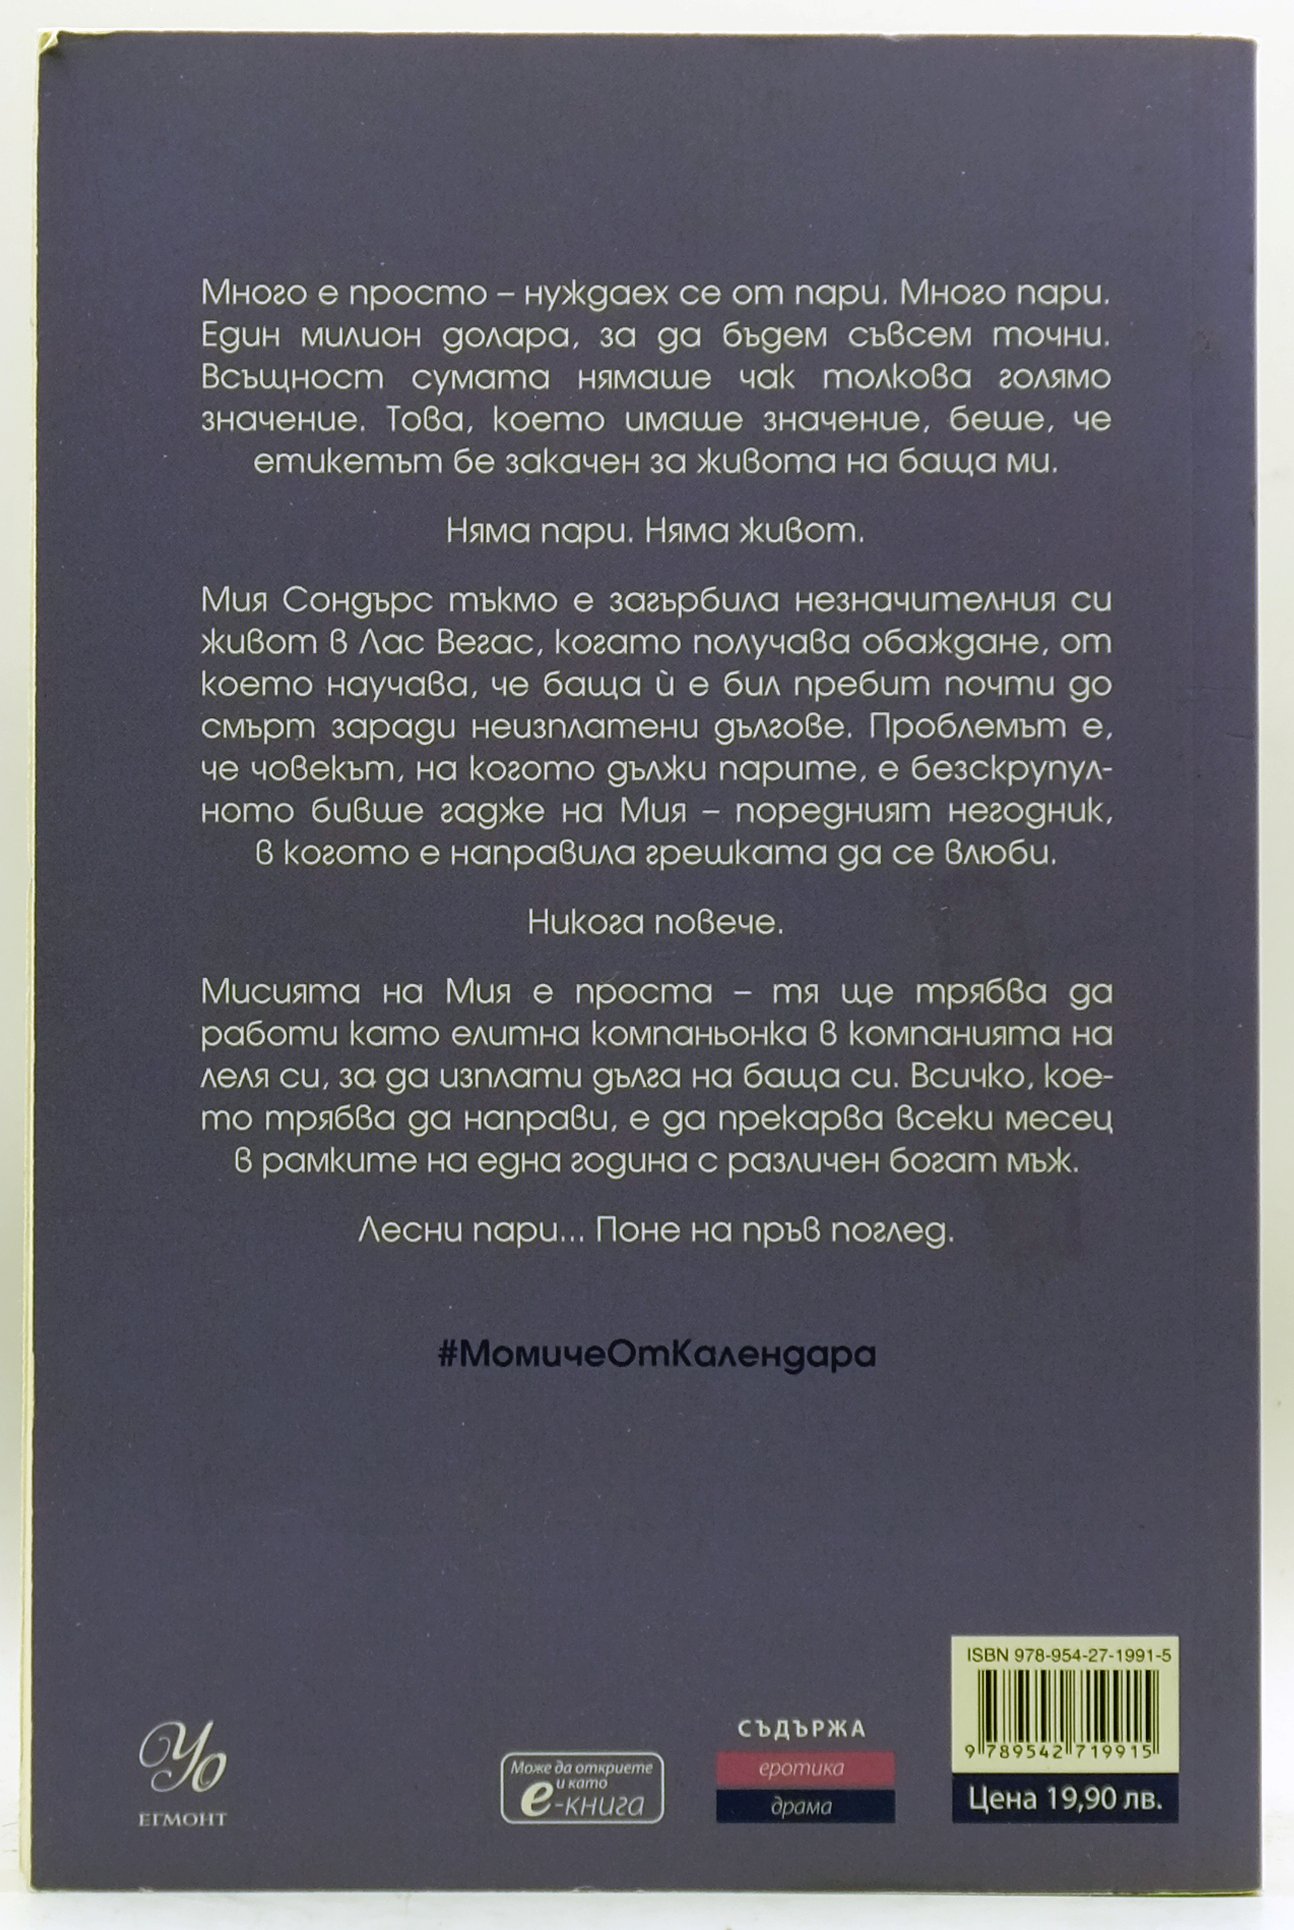 Много е просто – нуждаех се от пари. Много пари.
Един милион долара, за да бъдем съвсем точни.
Всъщност сумата нямаше чак толкова голямо
значение. Това, което имаше значение, беше, че
етикетът бе закачен за живота на баща ми.
Няма пари. Няма живот.
Мия Сондърс тъкмо е загърбила незначителния си
живот в Лас Вегас, когато получава обаждане, от
което научава, че баща ѝ е бил пребит почти до
смърт заради неизплатени дългове. Проблемът е,
че човекът, на когото дължи парите, е безскрупул-
ното бивше гадже на Мия – поредният негодник,
в когото е направила грешката да се влюби.
Никога повече.
Мисията на Мия е проста – тя ще трябва да
работи като елитна компаньонка в компанията на
леля си, за да изплати дълга на баща си. Всичко, кое-
то трябва да направи, е да прекарва всеки месец
в рамките на една година с различен богат мъж.
Лесни пари... Поне на пръв поглед.
#МомичеОтКалендара
Уо
ЕГМОНТ
Може да откриете
и като
е-книга
СЪДЪРЖА
еротика
драма
ISBN 978-954-27-1991-5
9 789542 719915
Цена 19,90 лв.